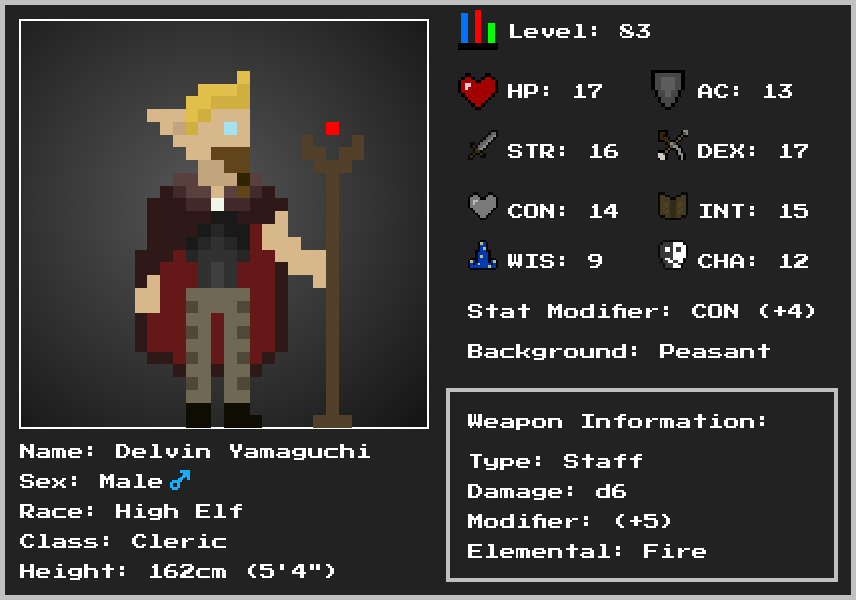 Level: 83
HP: 17
AC: 13
STR: 16
DEX: 17
CON: 14
INT: 15
WIS: 9
CHA: 12
Stat Modifier: CON (+4)
Background: Peasant
Weapon Information:
Type: Staff
Damage: d6
Modifier: (+5)
Elemental: Fire
Name: Delvin Yamaguchi
Sex: Male♂
Race: High Elf
Class: Cleric
Height: 162cm (5'4")